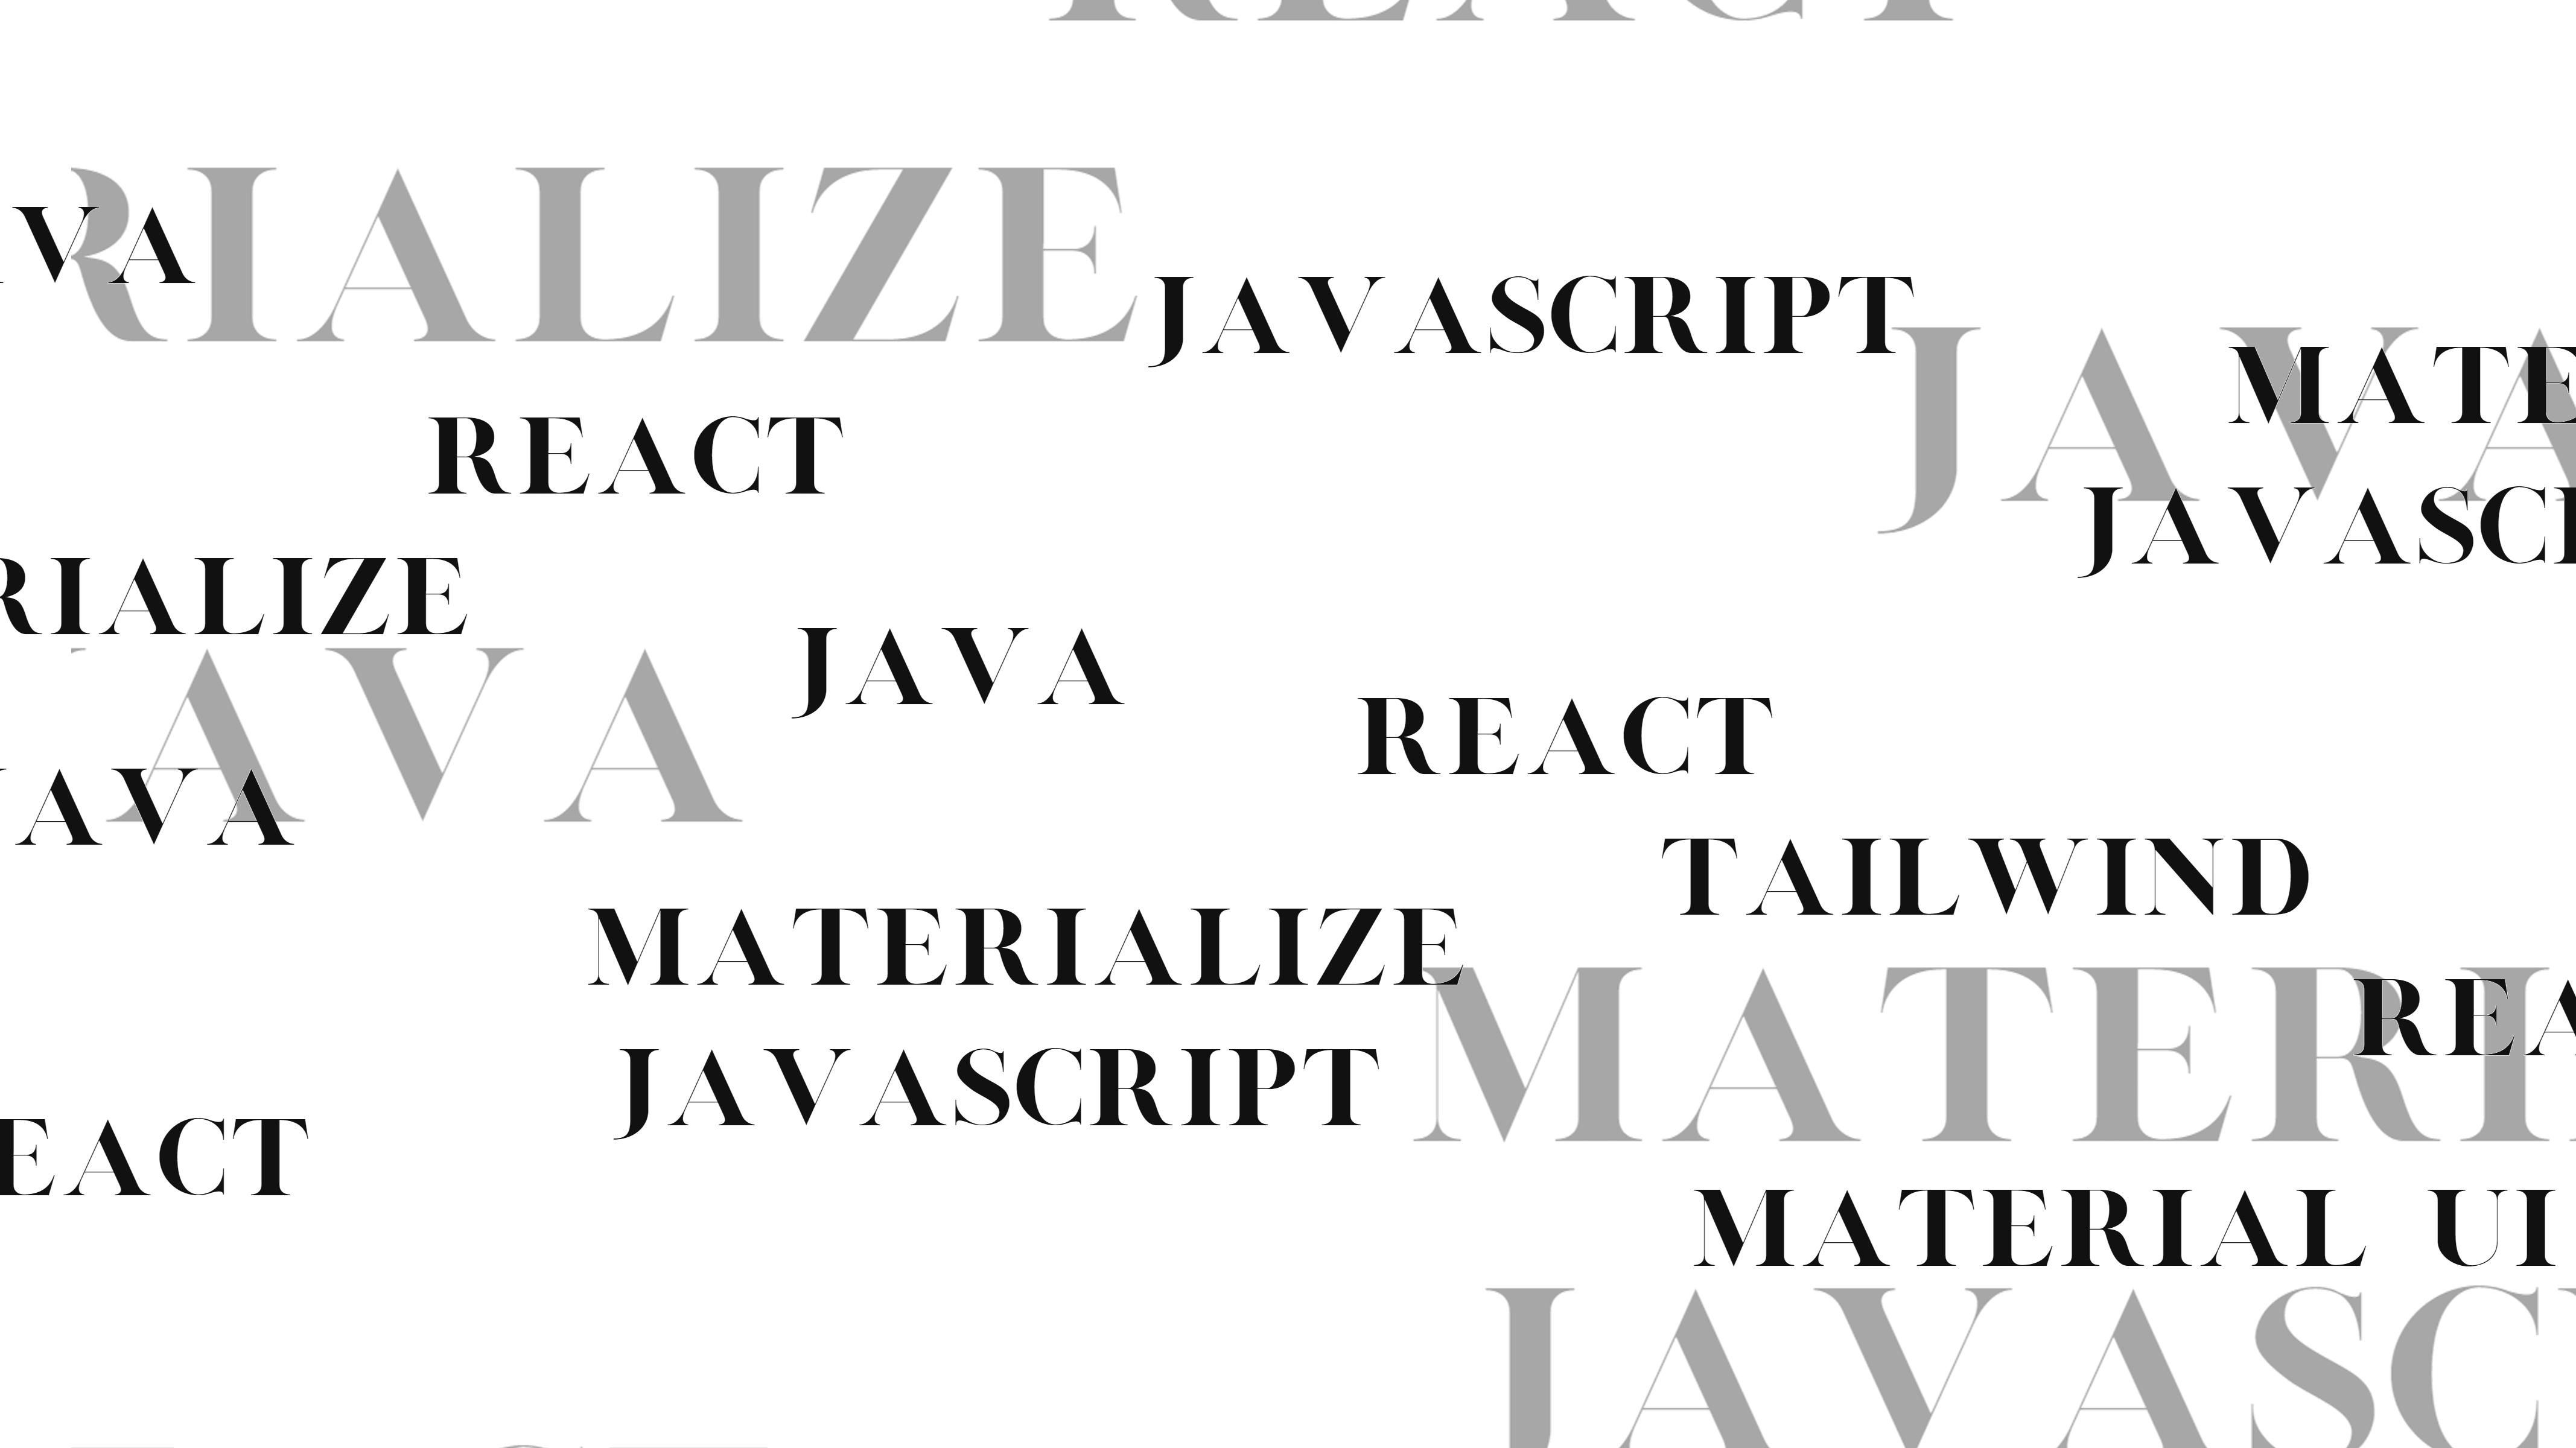 REACT
RIALIZE
VA
JAVASCRIPT
JAVA
MATE
REACT
JAVASC
RIALIZE
JAVA
AVA
REACT
AVA
TAILWIND
MATERIALIZE
MATERI
REA
JAVASCRIPT
EACT
MATERIAL UI
JAVASC